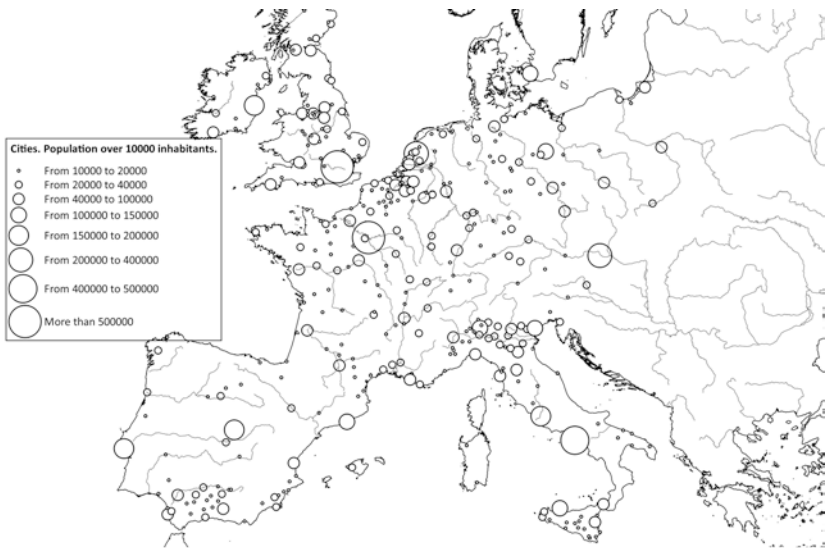 Cities. Population over 10000 inhabitants.
From 10000 to 20000
From 20000 to 40000
From 40000 to 100000
From 100000 to 150000
From 150000 to 200000
From 200000 to 400000
From 400000 to 500000
More than 500000